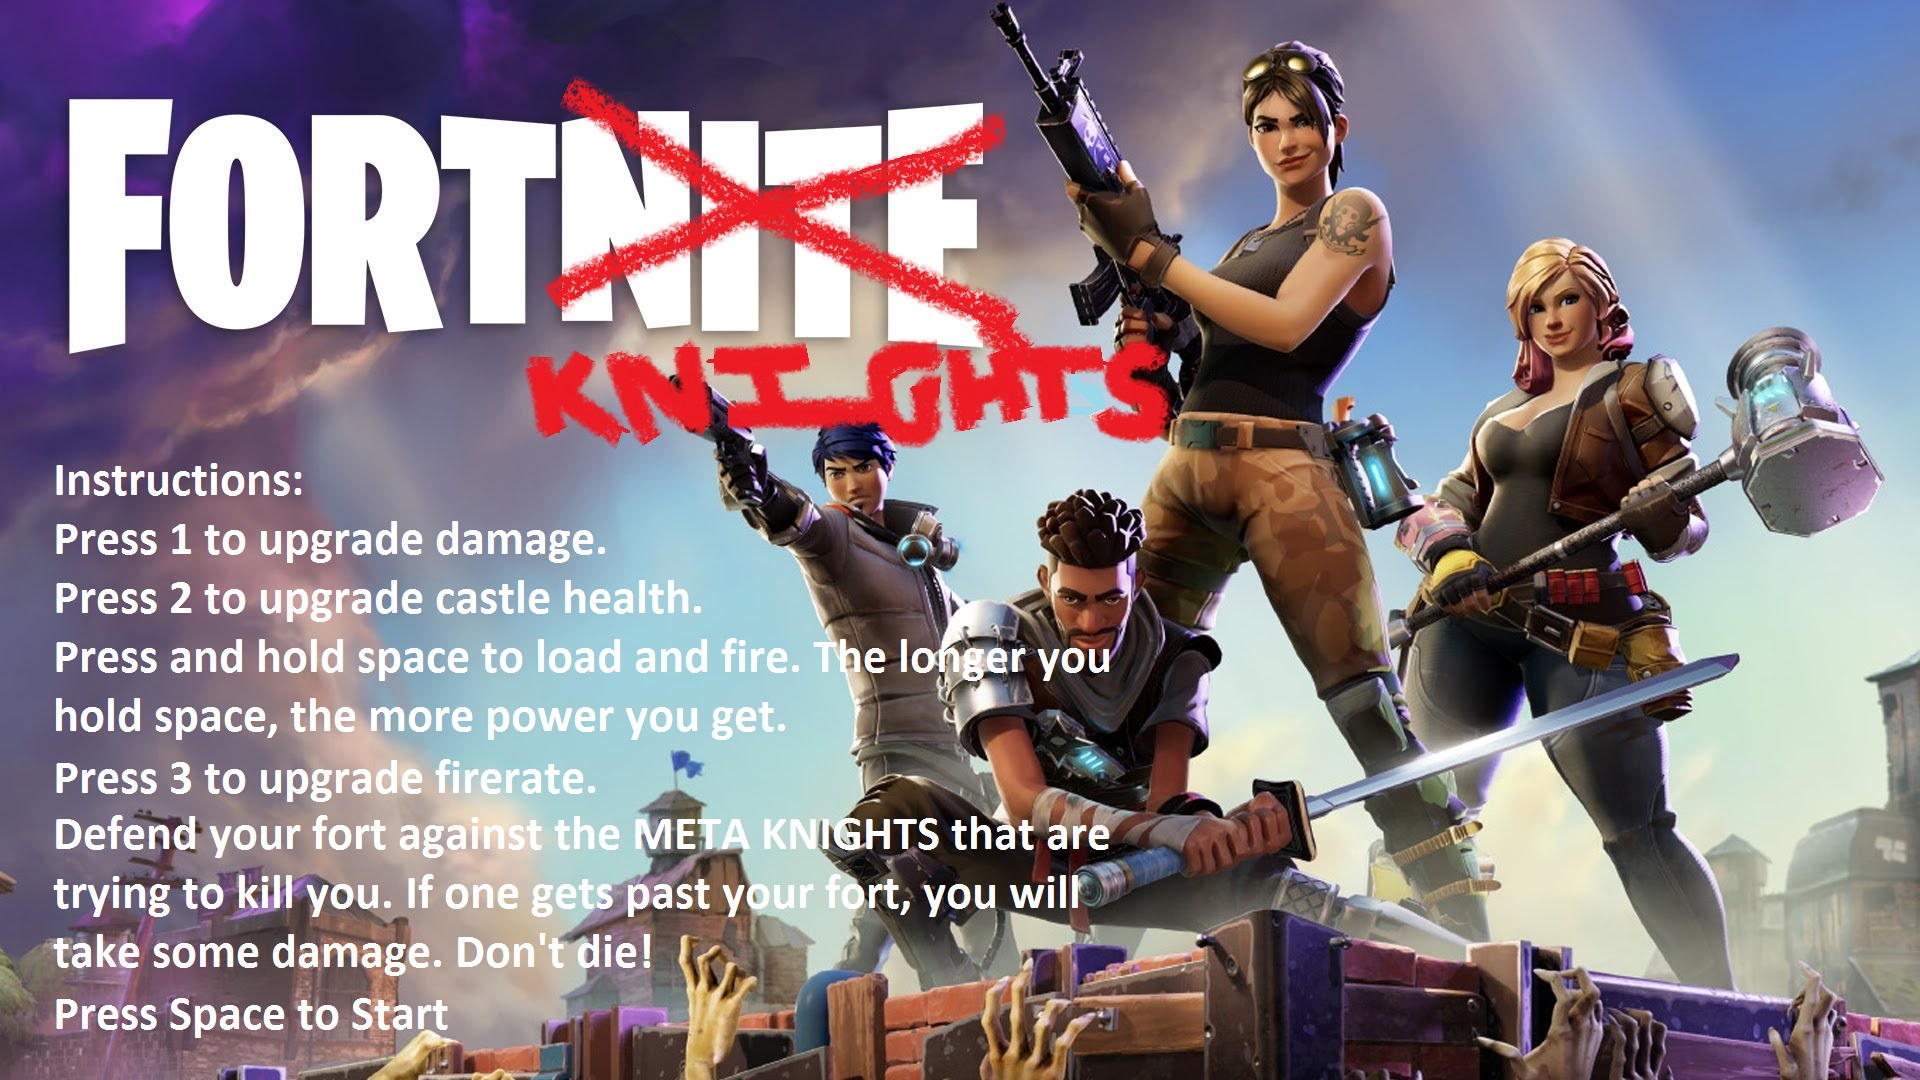 FORTNITE
KNIGHTS
Instructions:
Press 1 to upgrade damage.
Press 2 to upgrade castle health.
Press and hold space to load and fire. The longer you
hold space, the more power you get.
Press 3 to upgrade firerate.
Defend your fort against the META KNIGHTS that are
trying to kill you. If one gets past your fort, you will
take some damage. Don't die!
Press Space to Start